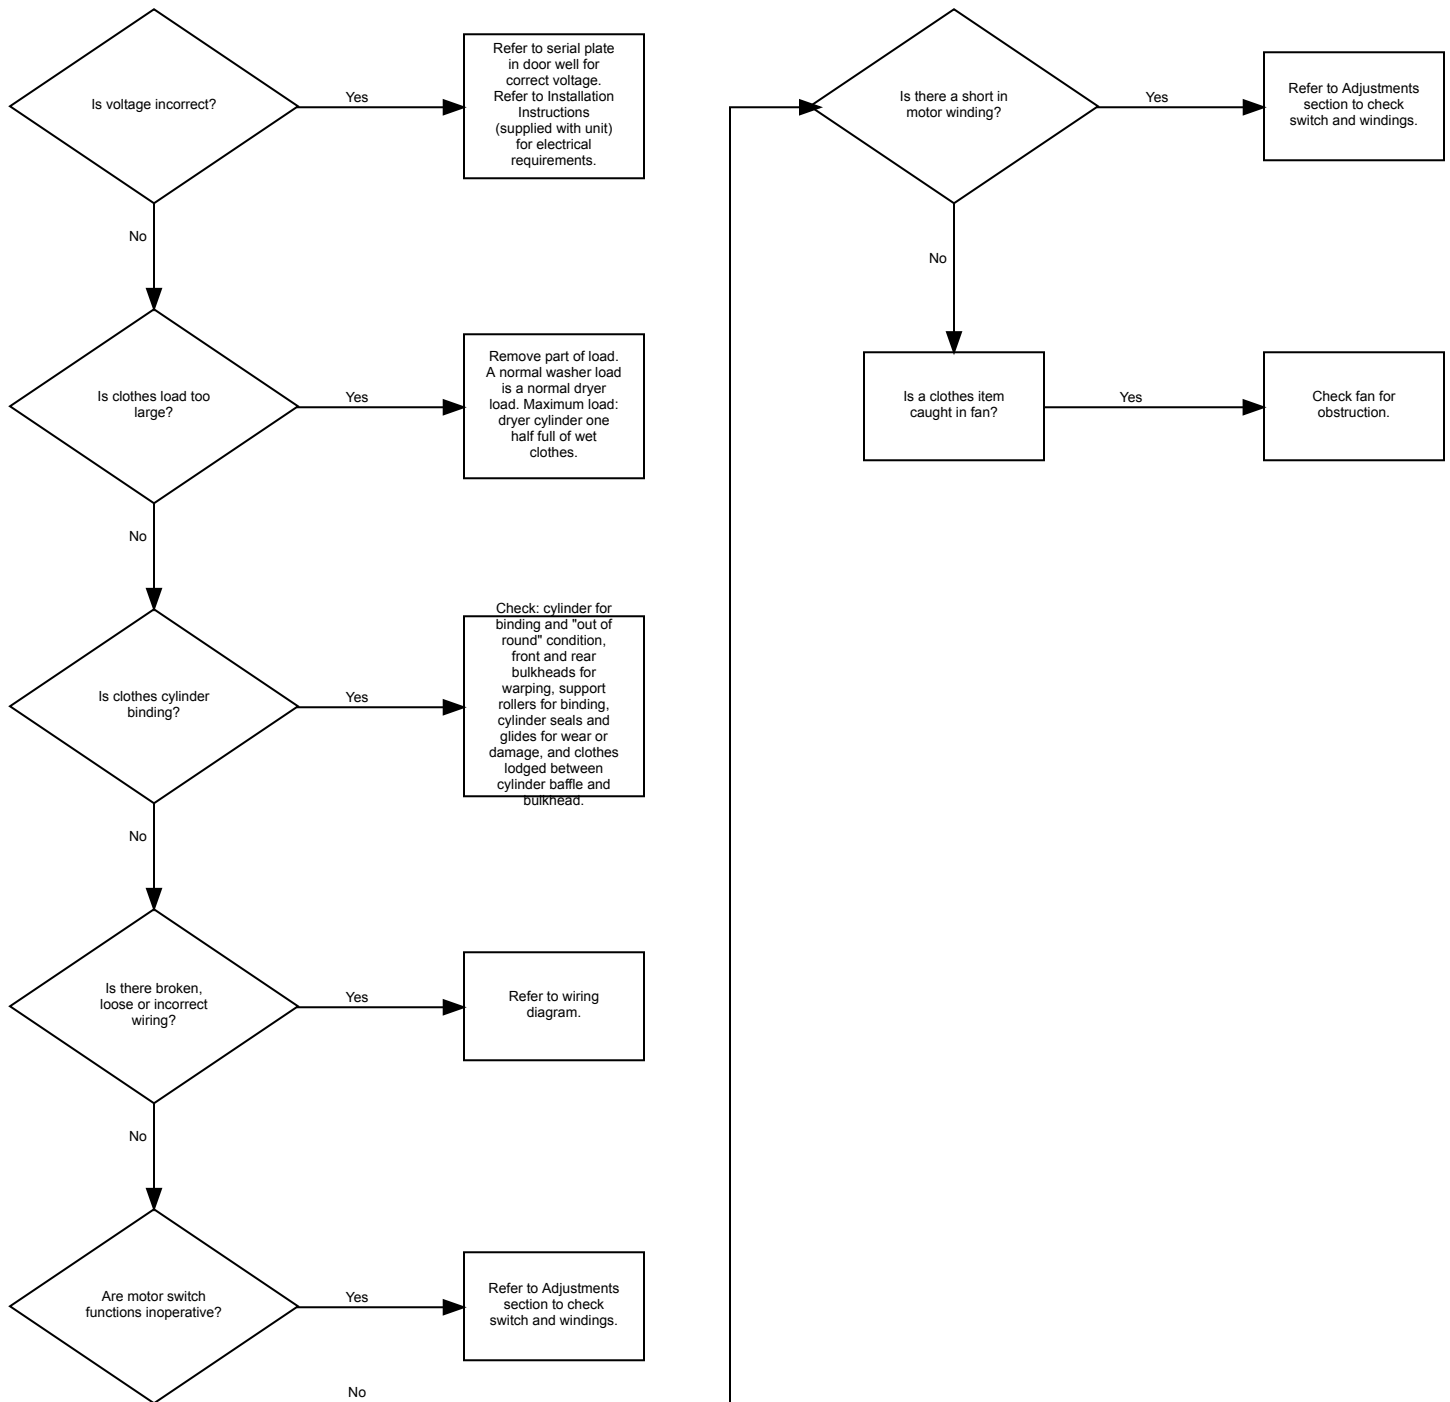 Is voltage incorrect?
Yes
Refer to serial plate
in door well for
correct voltage.
Refer to Installation
Instructions
(supplied with unit)
for electrical
requirements.
No
Is clothes load too
large?
Yes
Remove part of load.
A normal washer load
is a normal dryer
load. Maximum load:
dryer cylinder one
half full of wet
clothes.
No
Is clothes cylinder
binding?
Yes
Check: cylinder for
binding and "out of
round" condition,
front and rear
bulkheads for
warping, support
rollers for binding,
cylinder seals and
glides for wear or
damage, and clothes
lodged between
cylinder baffle and
bulkhead.
No
Is there broken,
loose or incorrect
wiring?
Yes
Refer to wiring
diagram.
No
Are motor switch
functions inoperative?
Yes
Refer to Adjustments
section to check
switch and windings.
No
Is there a short in
motor winding?
Yes
Refer to Adjustments
section to check
switch and windings.
No
Is a clothes item
caught in fan?
Yes
Check fan for
obstruction.